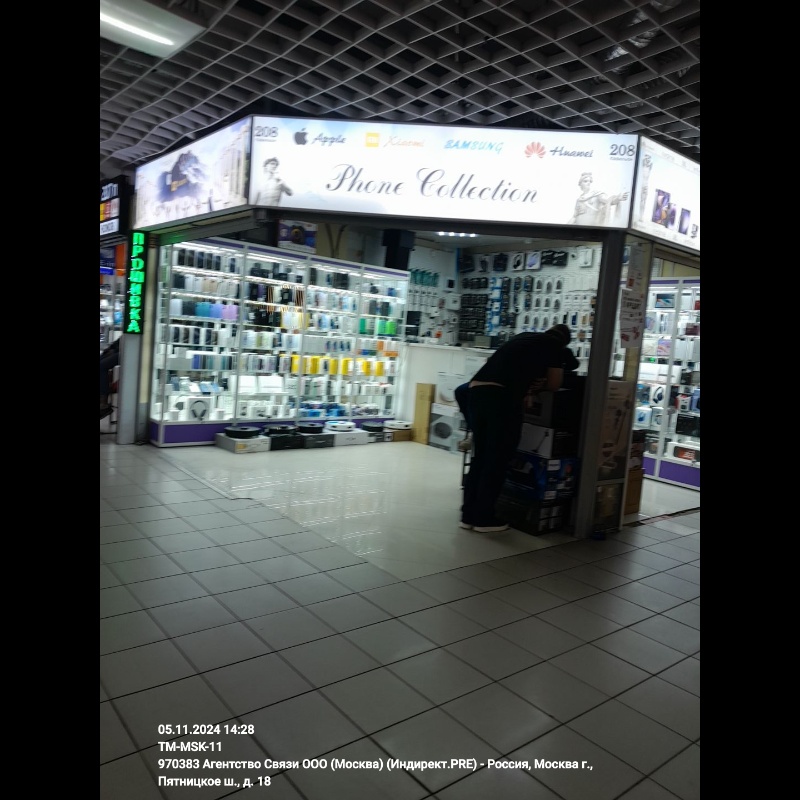 208
Apple
Xiaomi
SAMSUNG
Huawei
208
Phone Collection
ПРОШИВКА
05.11.2024 14:28
TM-MSK-11
970383 Агентство Связи ООО (Москва) (Индирект.PRE) - Россия, Москва г.,
Пятницкое ш., д. 18